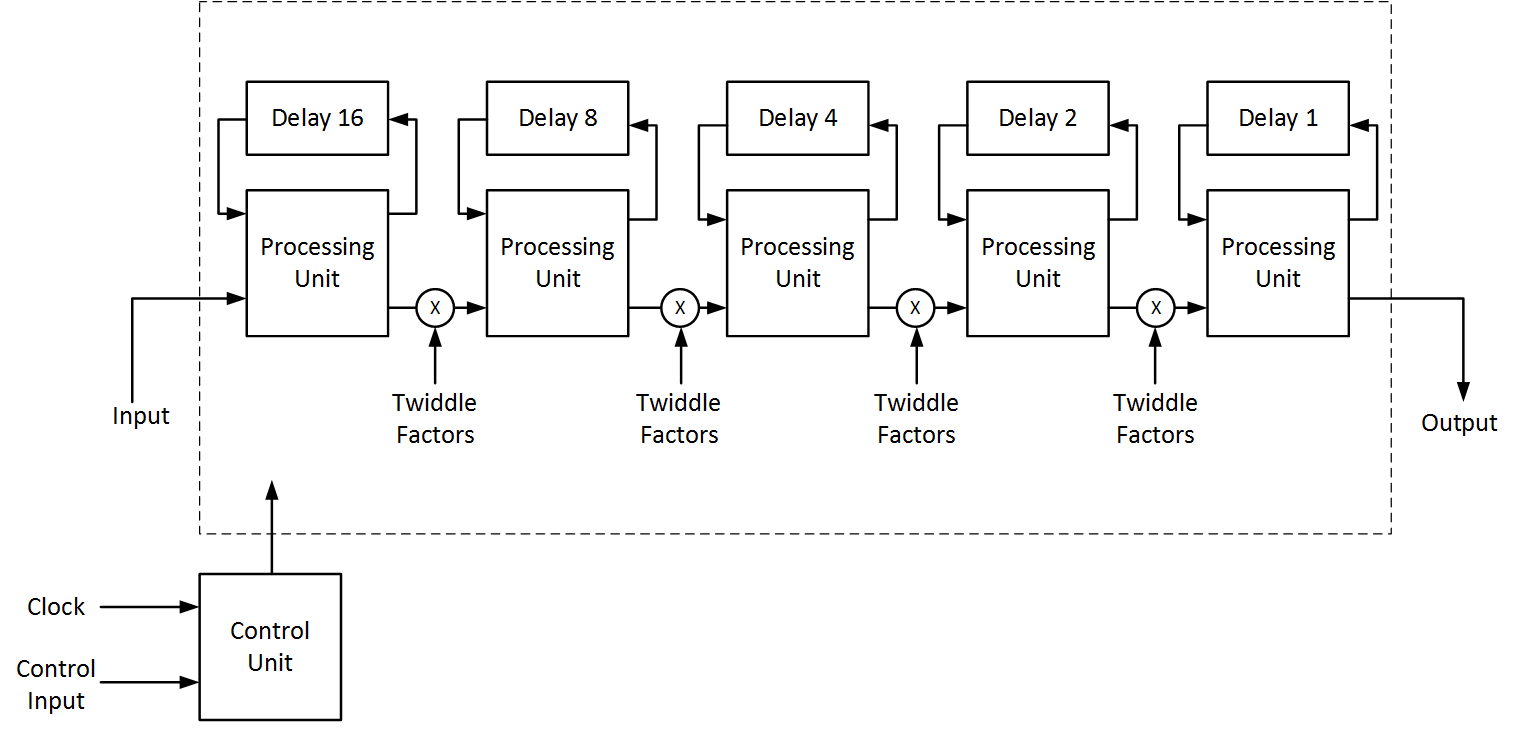 Delay 16
Delay 8
Delay 4
Delay 2
Delay 1
Processing
Unit
Processing
Unit
Processing
Unit
Processing
Unit
Processing
Unit
X
X
X
X
Input
Twiddle
Factors
Twiddle
Factors
Twiddle
Factors
Twiddle
Factors
Output
Clock
Control
Input
Control
Unit